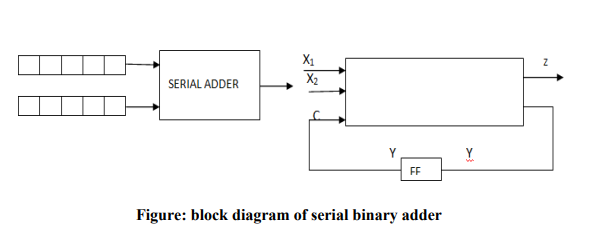 SERIAL ADDER
X1
X2
C
z
Y
Y
FF
Figure: block diagram of serial binary adder